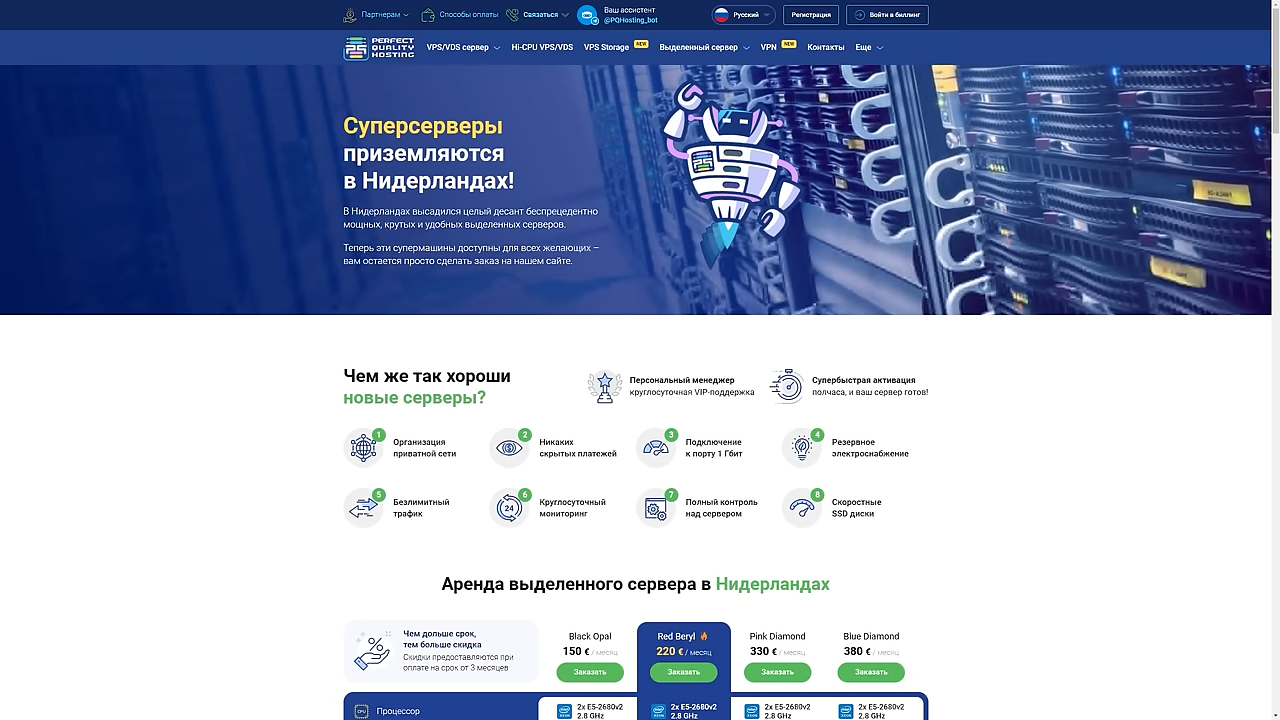 Партнерам
Способы оплаты
Связаться
Ваш ассистент
@PQHosting_bot
Русский
Регистрация
Войти в биллинг
PERFECT
QUALITY
HOSTING
VPS/VDS сервер
Hi-CPU VPS/VDS
VPS Storage
NEW
Выделенный сервер
VPN
NEW
Контакты
Еще
Суперсерверы
приземляются
в Нидерландах!
В Нидерландах высадился целый десант беспрецедентно
мощных, крутых и удобных выделенных серверов.
Теперь эти супермашины доступны для всех желающих –
вам остается просто сделать заказ на нашем сайте.
Чем же так хороши
новые серверы?
Персональный менеджер
круглосуточная VIP-поддержка
Супербыстрая активация
полчаса, и ваш сервер готов!
1
Организация
приватной сети
2
Никаких
скрытых платежей
3
Подключение
к порту 1 Гбит
4
Резервное
электроснабжение
5
Безлимитный
трафик
6
24
Круглосуточный
мониторинг
7
Полный контроль
над сервером
8
Скоростные
SSD диски
Аренда выделенного сервера в Нидерландах
Чем дольше срок,
тем больше скидка
Скидки предоставляются при
оплате на срок от 3 месяцев
Black Opal
150 € / месяц
Заказать
Red Beryl
220 € / месяц
Заказать
Pink Diamond
330 € / месяц
Заказать
Blue Diamond
380 € / месяц
Заказать
CPU
Процессор
2x E5-2680v2
2.8 GHz
2x E5-2680v2
2.8 GHz
2x E5-2680v2
2.8 GHz
2x E5-2680v2
2.8 GHz